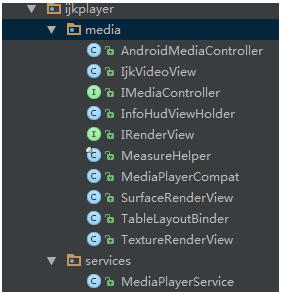 ijkplayer
media
AndroidMediaController
IjkVideoView
IMediaController
InfoHudViewHolder
IRenderView
MeasureHelper
MediaPlayerCompat
SurfaceRenderView
TableLayoutBinder
TextureRenderView
services
MediaPlayerService